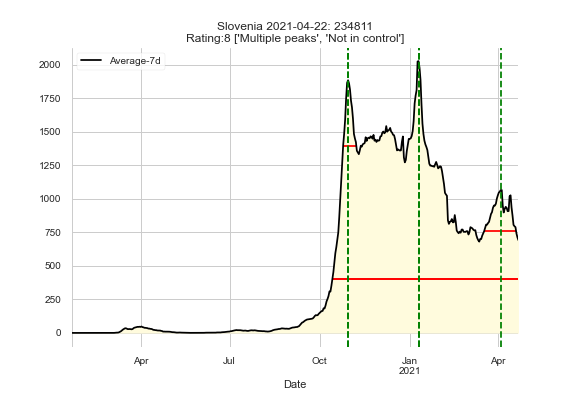 Slovenia 2021-04-22: 234811
Rating:8 ['Multiple peaks', 'Not in control']
Average-7d
2000
1750
1500
1250
1000
750
500
250
0
Apr
Jul
Oct
Jan
2021
Apr
Date